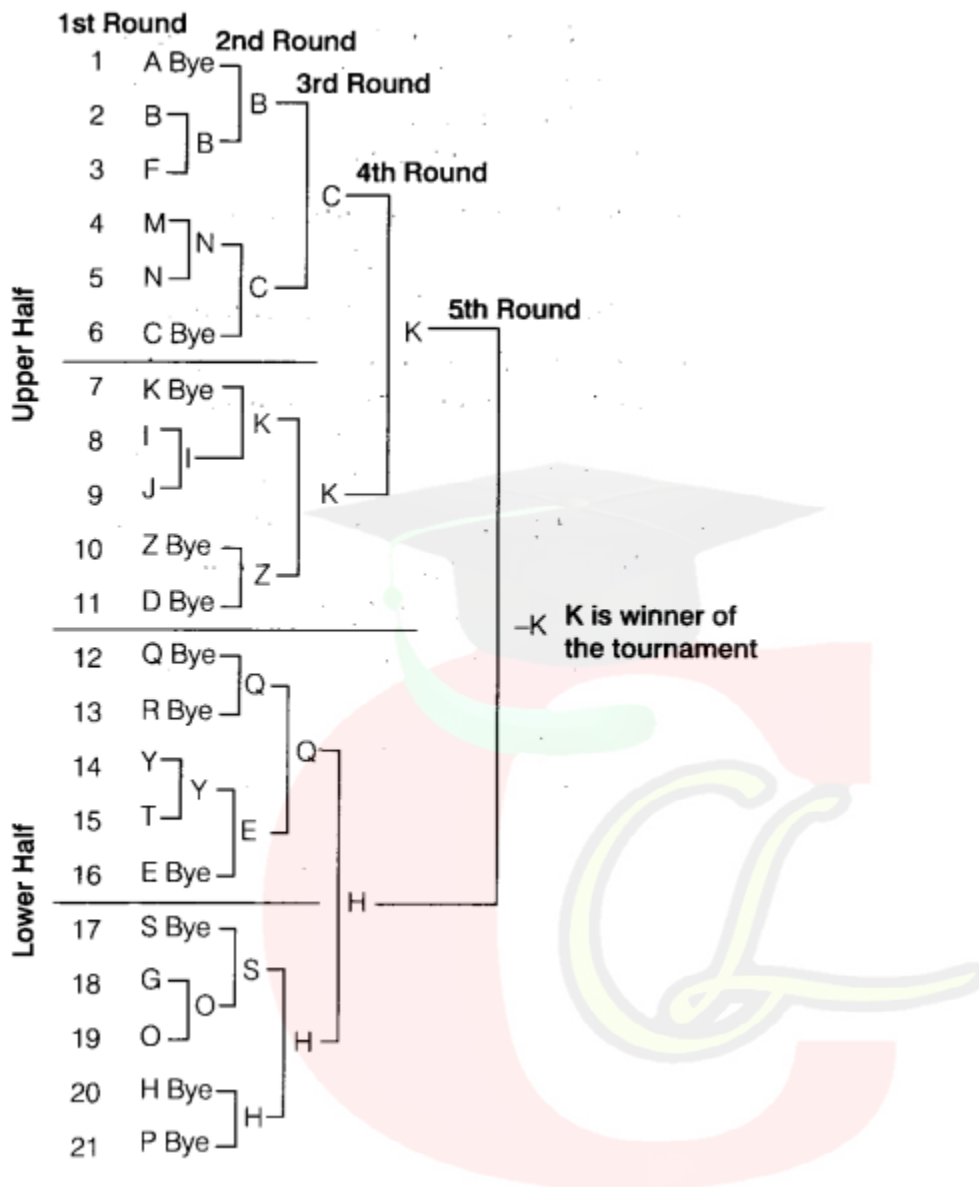 1st Round
2nd Round
3rd Round
4th Round
5th Round
Upper Half
1 A Bye
B
2 B
B
3 F
C
4 M
N
5 N
C
6 C Bye
K
7 K Bye
K
8 I
I
9 J
K
10 Z Bye
Z
11 D Bye
–K K is winner of
the tournament
Lower Half
12 Q Bye
Q
13 R Bye
Q
14 Y
Y
15 T
E
16 E Bye
H
17 S Bye
S
18 G
O
19 O
H
20 H Bye
H
21 P Bye